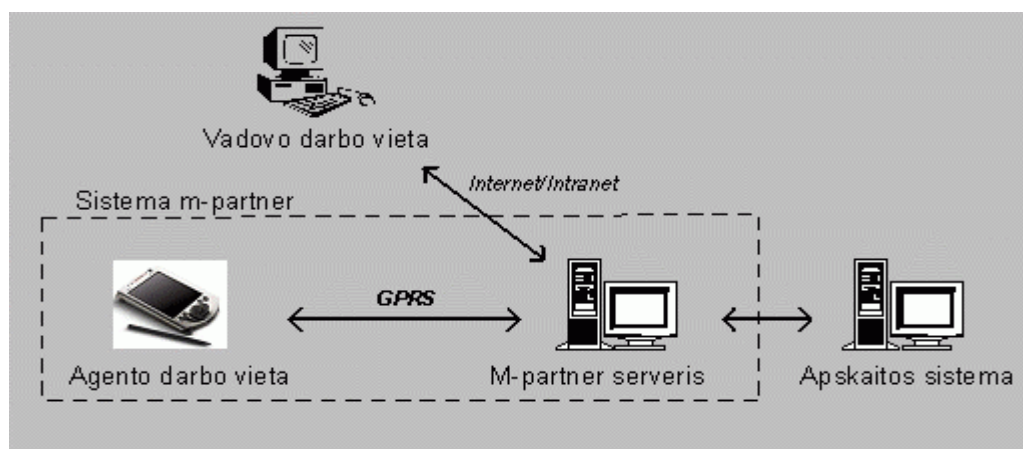 Vadovo darbo vieta
Internet/Intranet
Sistema m-partner
GPRS
Agento darbo vieta
M-partner serveris
Apskaitos sistema